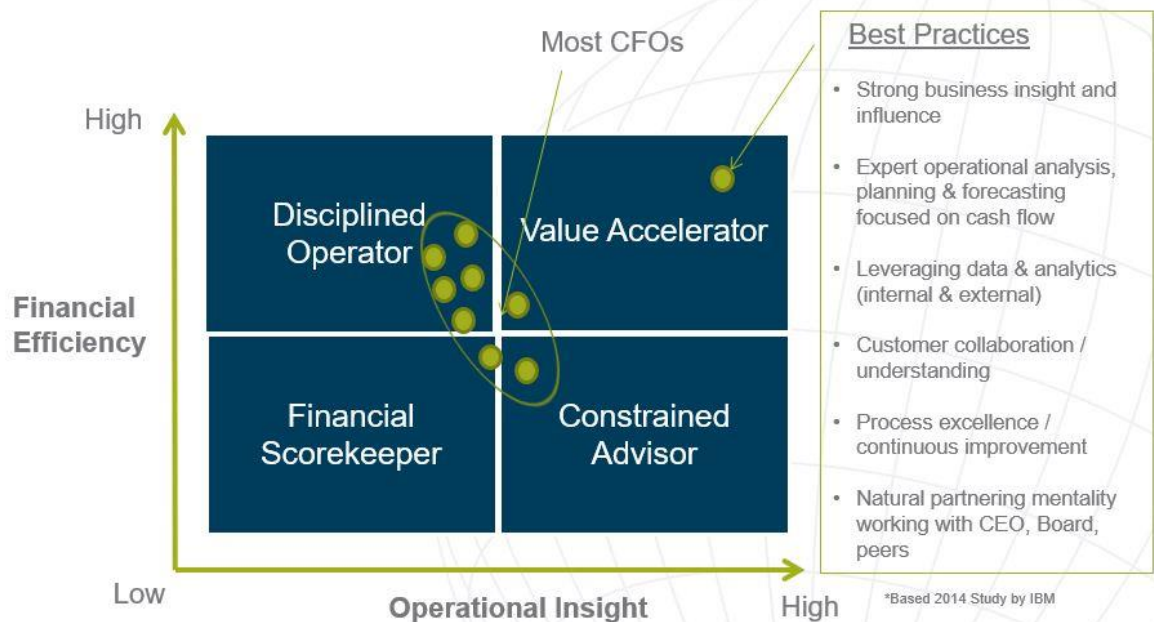 Most CFOs
High
Disciplined
Operator
Value Accelerator
Financial
Efficiency
Financial
Scorekeeper
Constrained
Advisor
Low
Operational Insight
High
Best Practices
• Strong business insight and
influence
• Expert operational analysis,
planning & forecasting
focused on cash flow
• Leveraging data & analytics
(internal & external)
• Customer collaboration /
understanding
• Process excellence /
continuous improvement
• Natural partnering mentality
working with CEO, Board,
peers
*Based 2014 Study by IBM